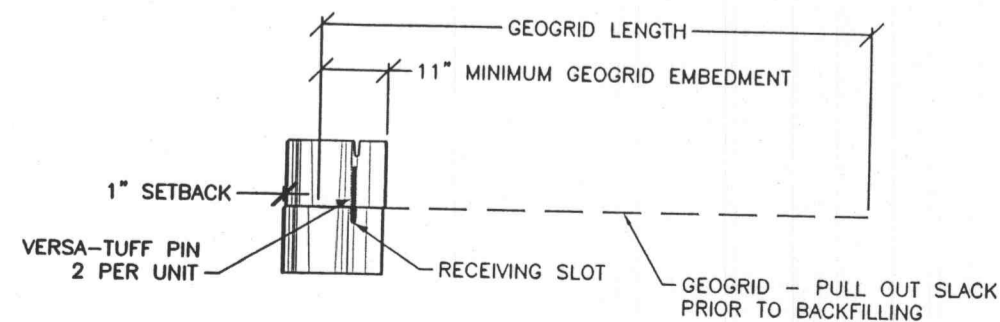 GEOGRID LENGTH
11" MINIMUM GEOGRID EMBEDMENT
1" SETBACK
VERSA-TUFF PIN
2 PER UNIT
RECEIVING SLOT
GEOGRID - PULL OUT SLACK
PRIOR TO BACKFILLING